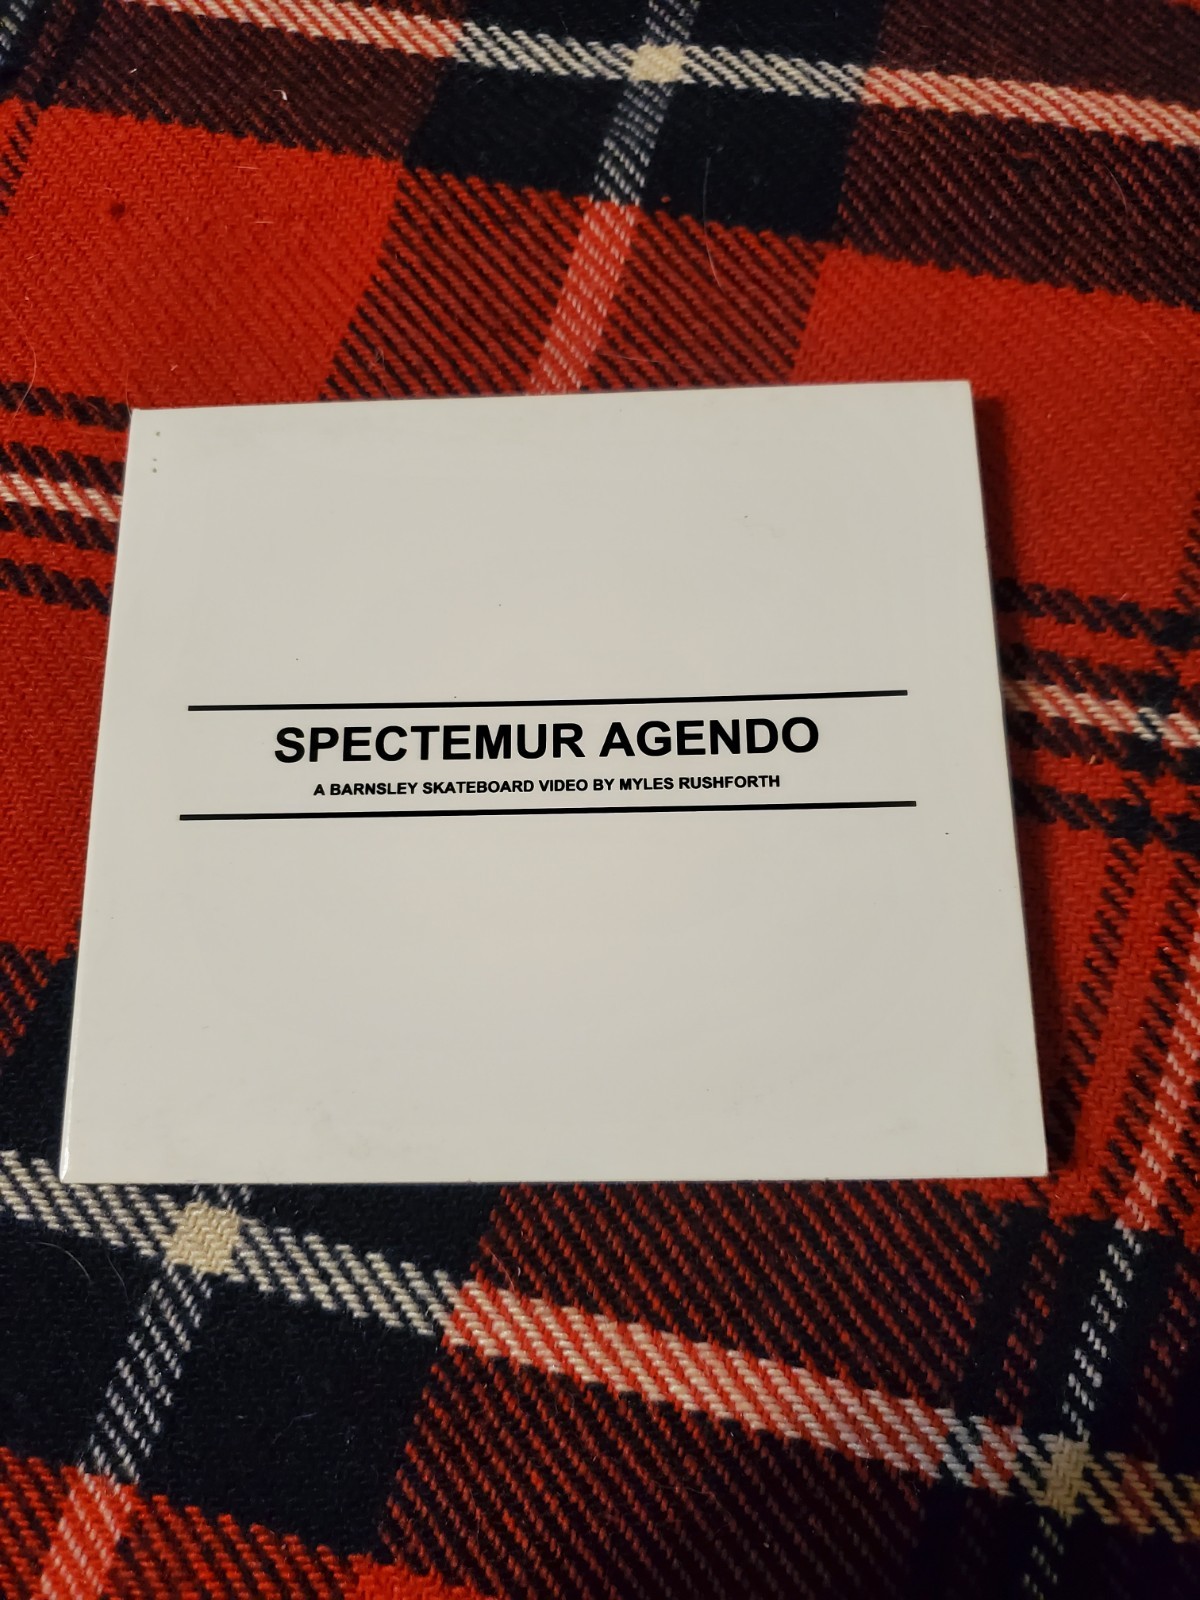 SPECTEMUR AGENDO
A BARNSLEY SKATEBOARD VIDEO BY MYLES RUSHFORTH